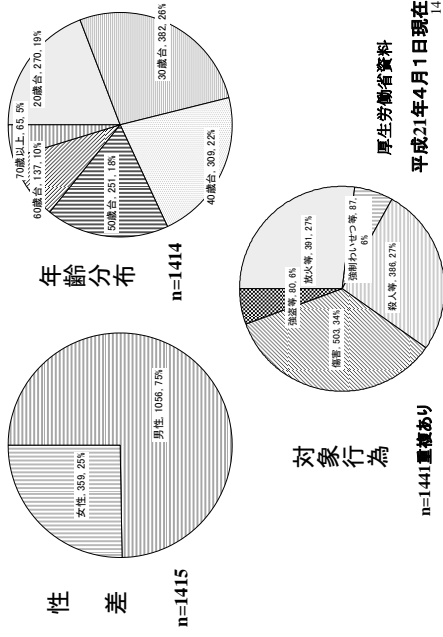 性 差
n=1415
女性, 359, 25%
男性, 1056, 75%
年齢分布
n=1414
70歳以上, 65, 5%
60歳台, 137, 10%
50歳台, 251, 18%
40歳台, 309, 22%
30歳台, 382, 26%
20歳台, 270, 19%
対象行為
n=1441重複あり
強盗等, 80, 6%
放火等, 391, 27%
強制わいせつ等, 87,
6%
殺人等, 386, 27%
傷害, 503, 34%
厚生労働省資料
平成21年4月1日現在
14